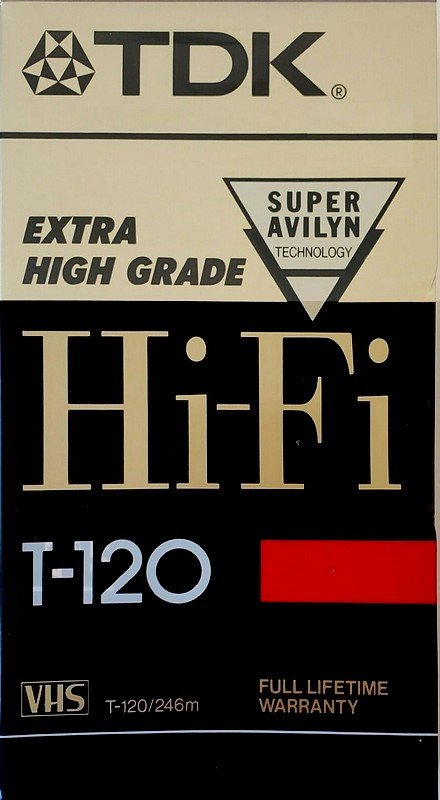 TDK®
SUPER
AVILYN
TECHNOLOGY
EXTRA
HIGH GRADE
Hi-Fi
T-120
VHS
T-120/246m
FULL LIFETIME
WARRANTY